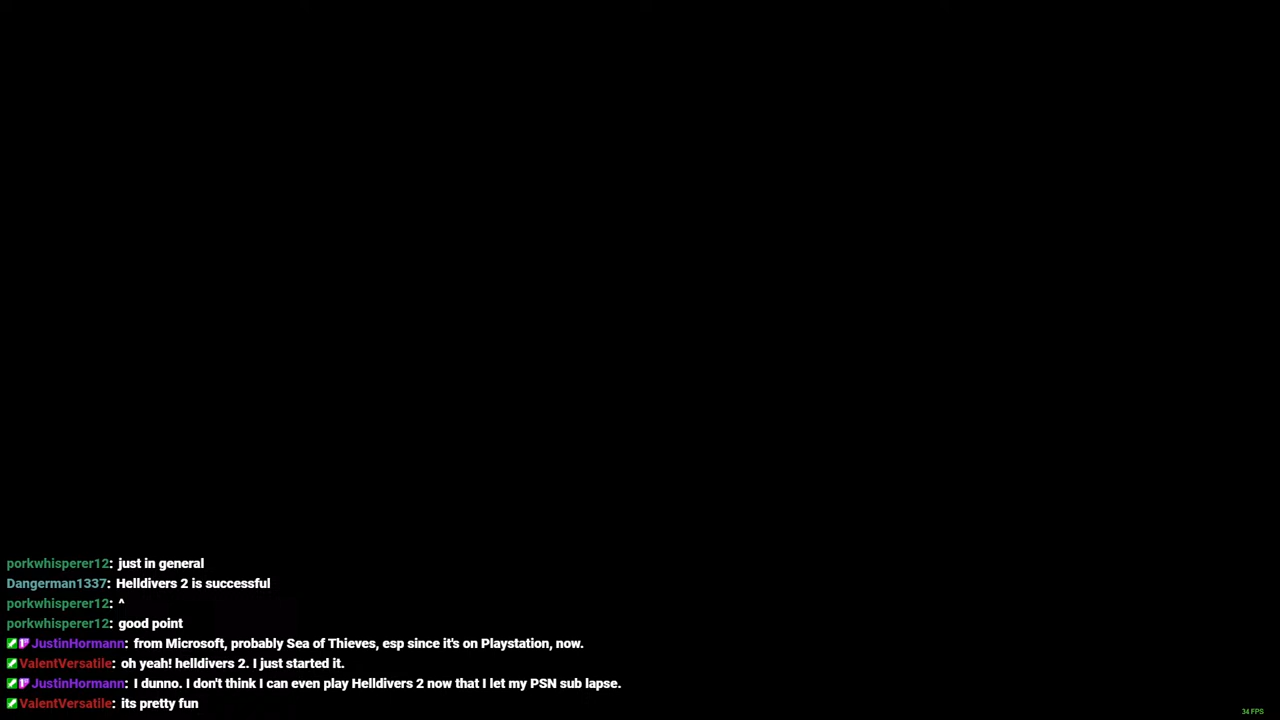 porkwhisperer12: just in general
Dangerman1337: Helldivers 2 is successful
porkwhisperer12: ^
porkwhisperer12: good point
JustinHormann: from Microsoft, probably Sea of Thieves, esp since it's on Playstation, now.
ValentVersatile: oh yeah! helldivers 2. I just started it.
JustinHormann: I dunno. I don't think I can even play Helldivers 2 now that I let my PSN sub lapse.
ValentVersatile: its pretty fun
34 FPS